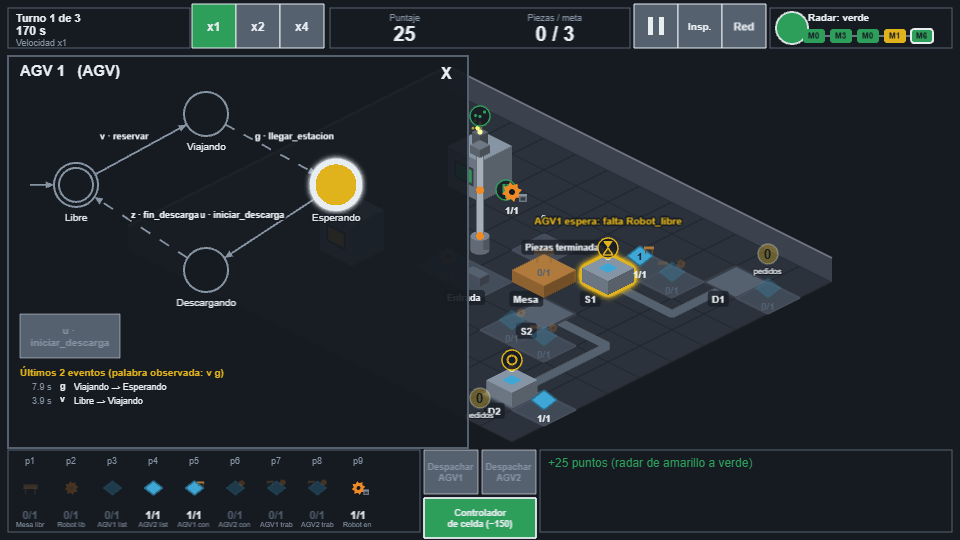 Turno 1 de 3
170 s
Velocidad x1
x1
x2
x4
Puntaje
25
Piezas / meta
0 / 3
Insp.
Red
Radar: verde
M0
M3
M0
M1
M6
AGV 1 (AGV)
X
v · reservar
g · llegar_estacion
Viajando
Libre
Esperando
z · fin_descarga
u · iniciar_descarga
Descargando
u ·
iniciar_descarga
Últimos 2 eventos (palabra observada: v g)
7.9 s g Viajando → Esperando
3.9 s v Libre → Viajando
1/1
AGV1 espera: falta Robot_libre
Piezas terminada
0/1
1
1/1
0/1
0
pedidos
0/1
Mesa
S1
D1
S2
0/1
0/1
0
D2
1/1
p1
p2
p3
p4
p5
p6
p7
p8
p9
0/1
0/1
0/1
1/1
1/1
0/1
0/1
0/1
1/1
Mesa libr
Robot lib
AGV1 list
AGV2 list
AGV1 con
AGV2 con
AGV1 trab
AGV2 trab
Robot en
Despachar
AGV1
Despachar
AGV2
Controlador
de celda (−150)
+25 puntos (radar de amarillo a verde)